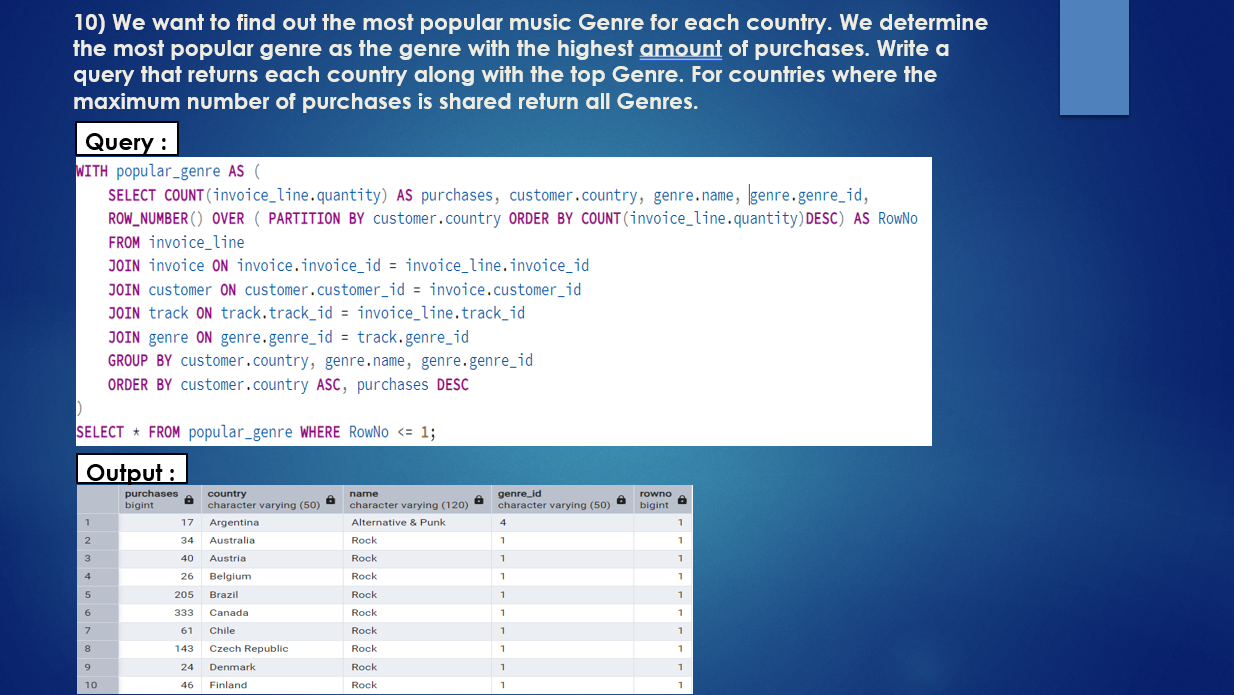 10) We want to find out the most popular music Genre for each country. We determine
the most popular genre as the genre with the highest amount of purchases. Write a
query that returns each country along with the top Genre. For countries where the
maximum number of purchases is shared return all Genres.
Query :
WITH popular_genre AS (
SELECT COUNT(invoice_line.quantity) AS purchases, customer.country, genre.name, genre.genre_id,
ROW_NUMBER() OVER ( PARTITION BY customer.country ORDER BY COUNT(invoice_line.quantity)DESC) AS RowNo
FROM invoice_line
JOIN invoice ON invoice.invoice_id = invoice_line.invoice_id
JOIN customer ON customer.customer_id = invoice.customer_id
JOIN track ON track.track_id = invoice_line.track_id
JOIN genre ON genre.genre_id = track.genre_id
GROUP BY customer.country, genre.name, genre.genre_id
ORDER BY customer.country ASC, purchases DESC
)
SELECT * FROM popular_genre WHERE RowNo <= 1;
Output :
purchases country name genre_id rowno
bigint character varying (50) character varying (120) character varying (50) bigint
1 17 Argentina Alternative & Punk 4 1
2 34 Australia Rock 1 1
3 40 Austria Rock 1 1
4 26 Belgium Rock 1 1
5 205 Brazil Rock 1 1
6 333 Canada Rock 1 1
7 61 Chile Rock 1 1
8 143 Czech Republic Rock 1 1
9 24 Denmark Rock 1 1
10 46 Finland Rock 1 1